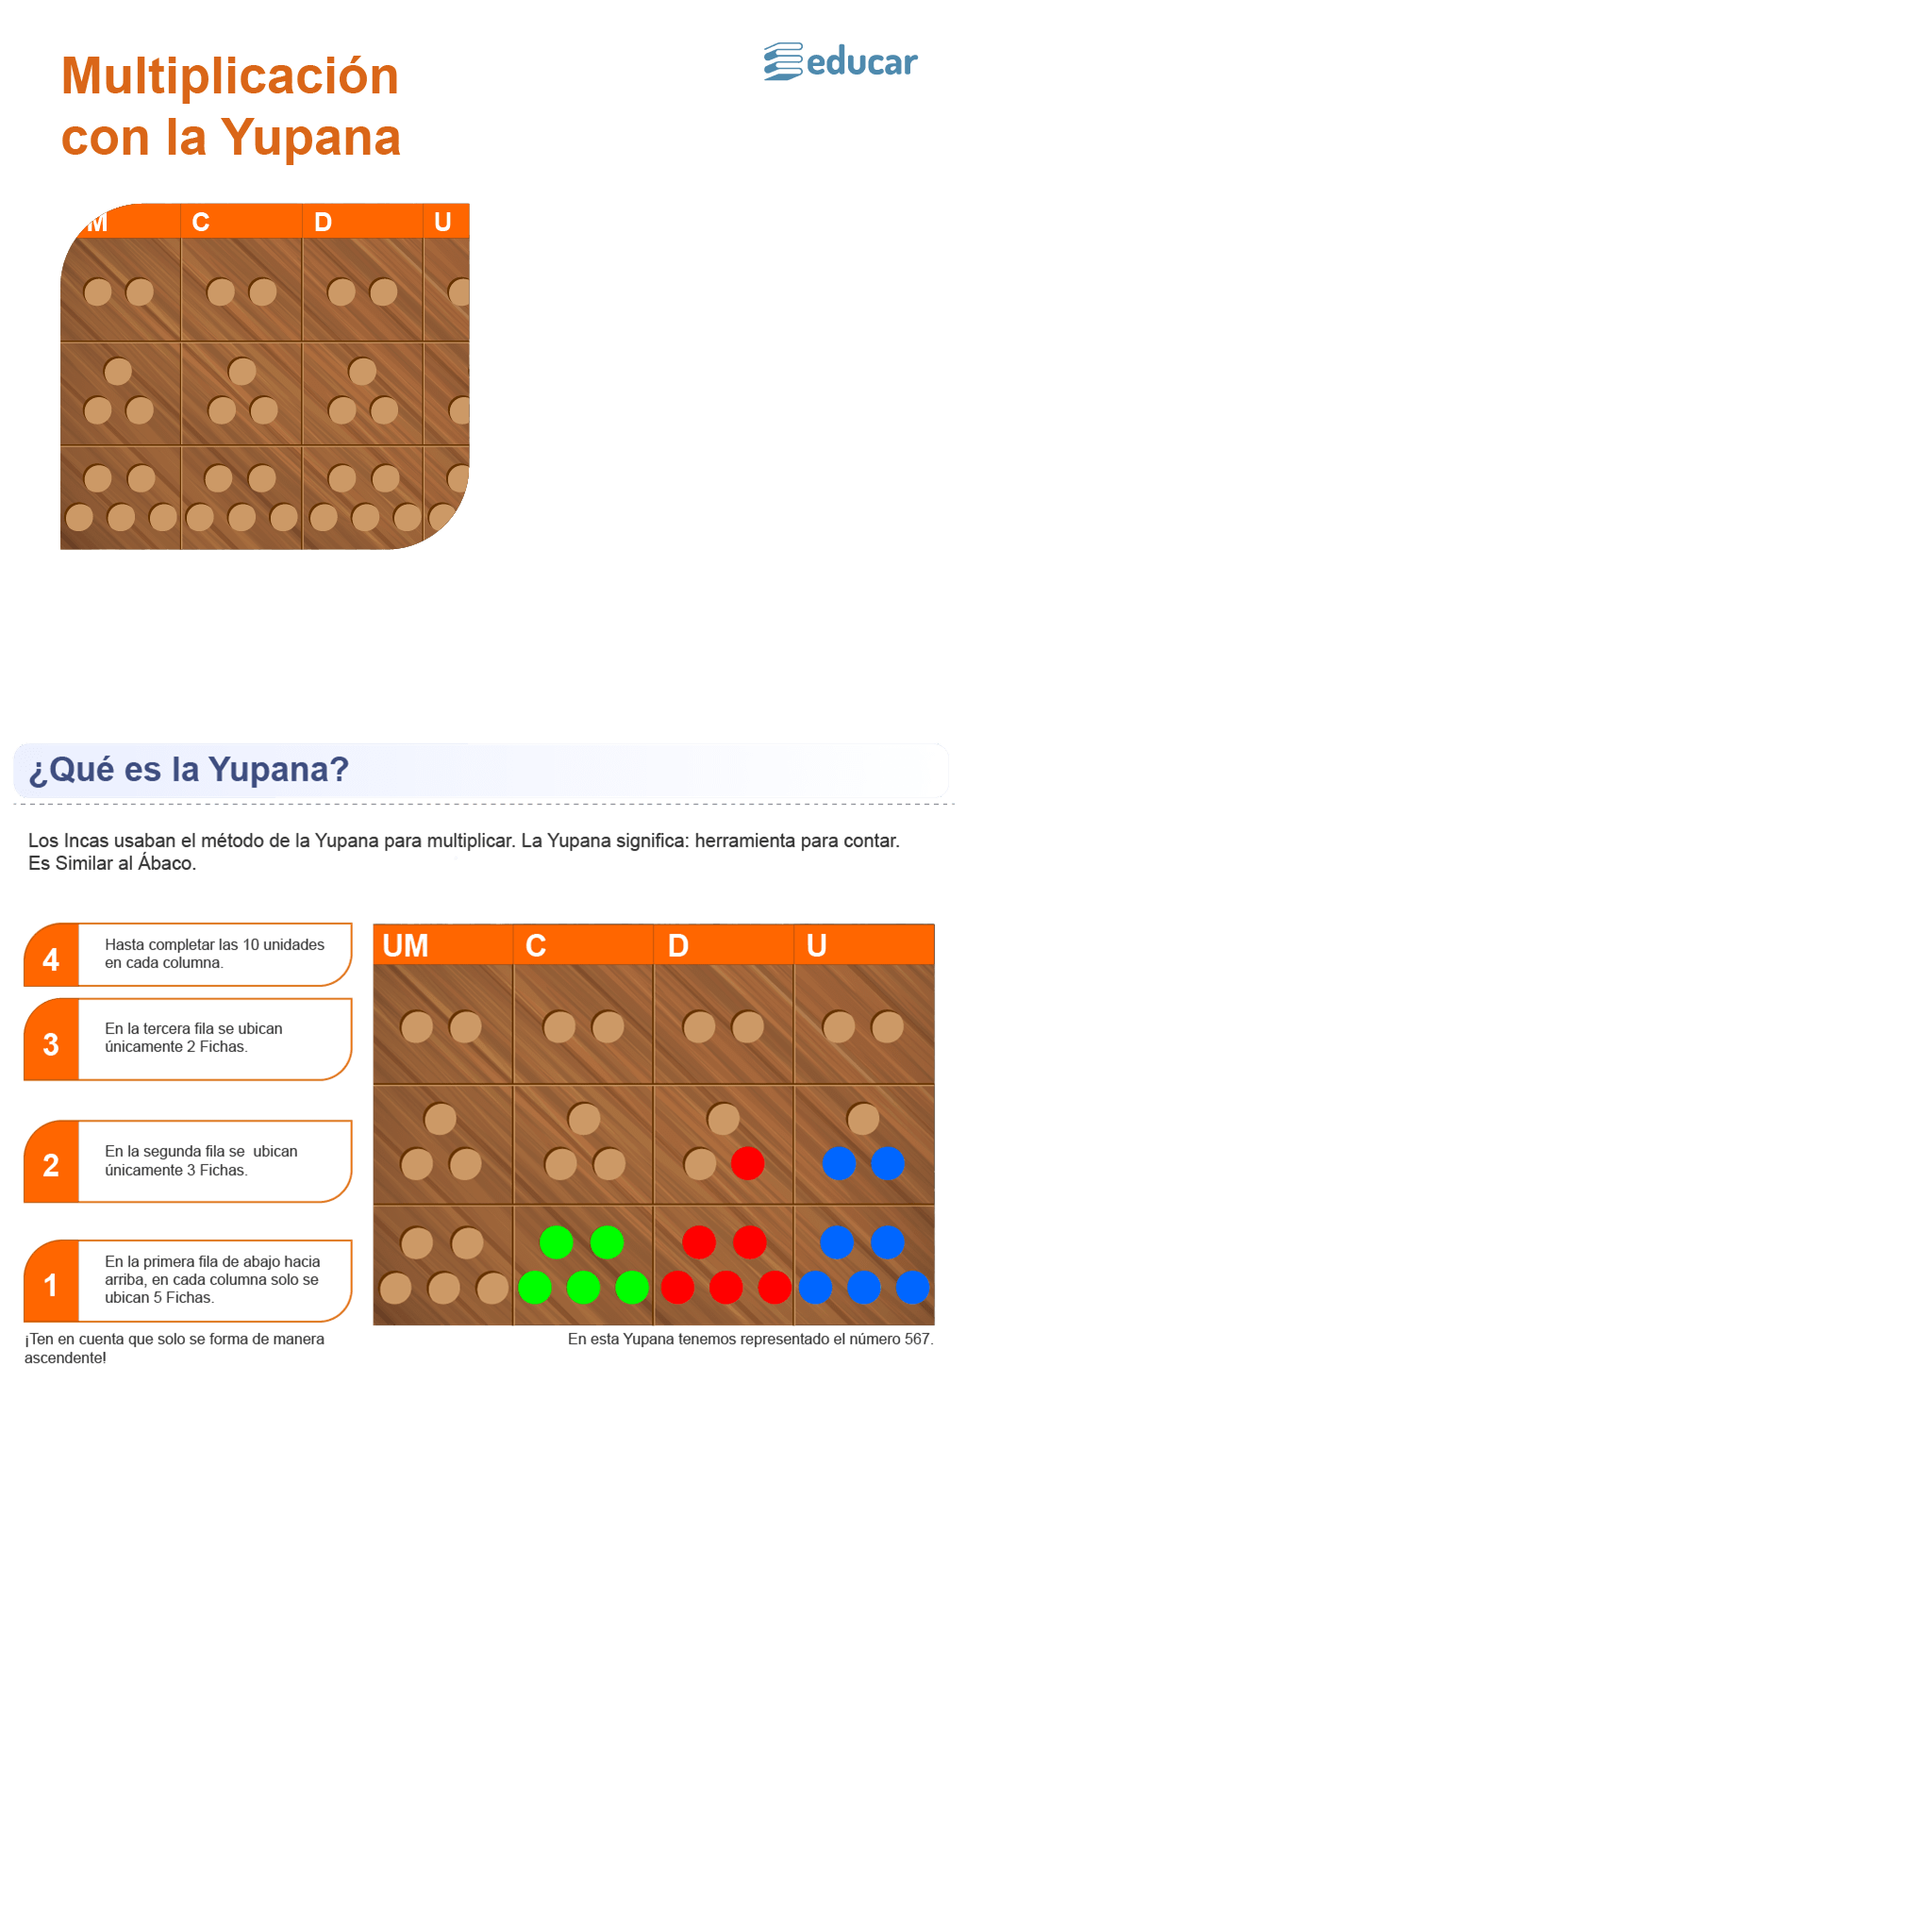 Multiplicación
con la Yupana
educar
M C D U
¿Qué es la Yupana?
Los Incas usaban el método de la Yupana para multiplicar. La Yupana significa: herramienta para contar.
Es Similar al Ábaco.
4
Hasta completar las 10 unidades
en cada columna.
3
En la tercera fila se ubican
únicamente 2 Fichas.
2
En la segunda fila se ubican
únicamente 3 Fichas.
1
En la primera fila de abajo hacia
arriba, en cada columna solo se
ubican 5 Fichas.
¡Ten en cuenta que solo se forma de manera
ascendente!
UM C D U
En esta Yupana tenemos representado el número 567.